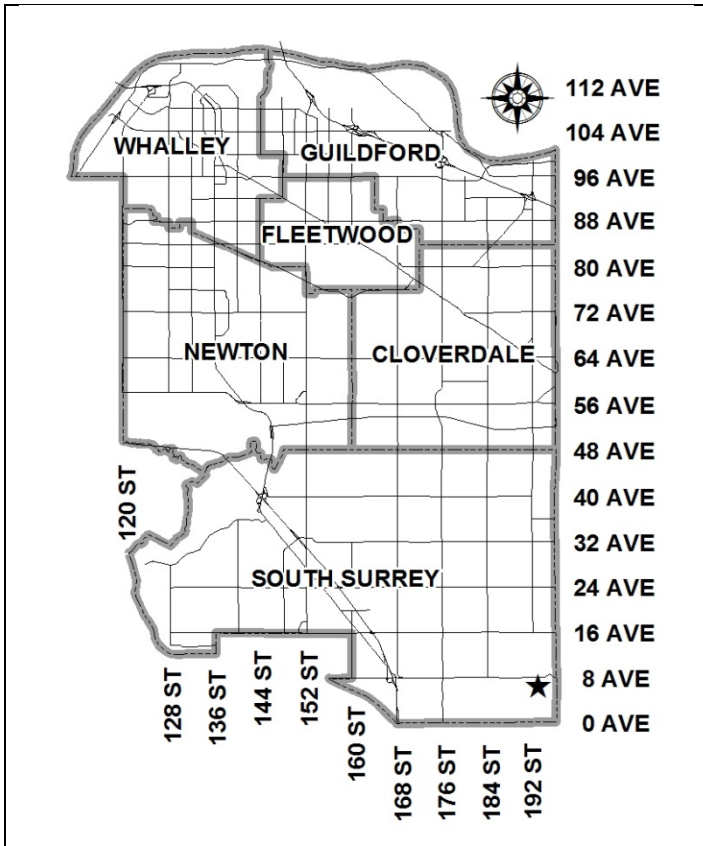 112 AVE
104 AVE
WHALLEY
GUILDFORD
96 AVE
88 AVE
FLEETWOOD
80 AVE
72 AVE
NEWTON
CLOVERDALE
64 AVE
56 AVE
48 AVE
120 ST
40 AVE
32 AVE
SOUTH SURREY
24 AVE
16 AVE
8 AVE
0 AVE
128 ST
136 ST
144 ST
152 ST
160 ST
168 ST
176 ST
184 ST
192 ST